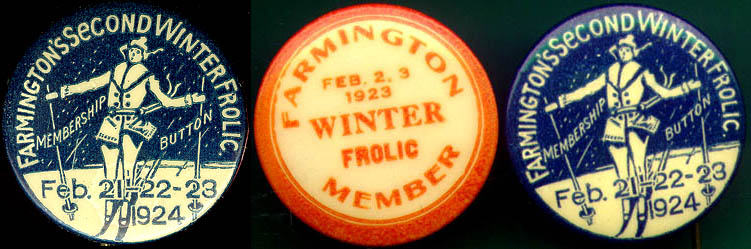 FARMINGTON'S SECOND WINTER FROLIC
MEMBERSHIP BUTTON
Feb. 21-22-23
1924
FARMINGTON
FEB. 2, 3
1923
WINTER
FROLIC
MEMBER
FARMINGTON'S SECOND WINTER FROLIC
MEMBERSHIP BUTTON
Feb. 21-22-23
1924